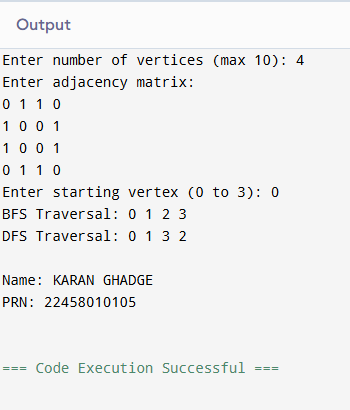 Output
Enter number of vertices (max 10): 4
Enter adjacency matrix:
0 1 1 0
1 0 0 1
1 0 0 1
0 1 1 0
Enter starting vertex (0 to 3): 0
BFS Traversal: 0 1 2 3
DFS Traversal: 0 1 3 2
Name: KARAN GHADGE
PRN: 22458010105
=== Code Execution Successful ===